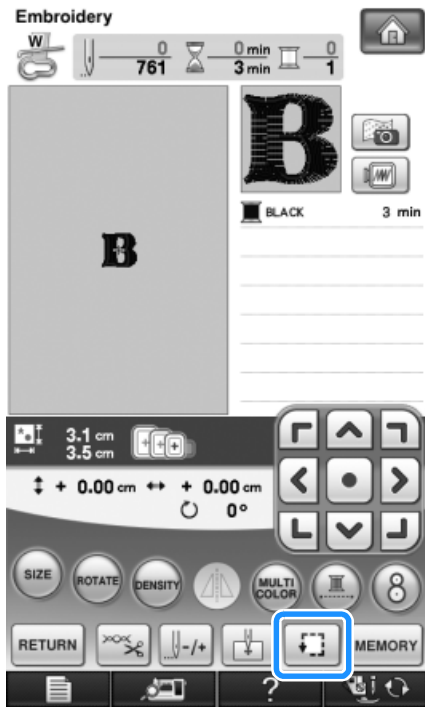 Embroidery
W
0
761
0 min
3 min
0
1
B
BLACK 3 min
B
3.1 cm
3.5 cm
+ 0.00 cm + 0.00 cm
0°
SIZE ROTATE DENSITY MULTI COLOR 8
RETURN -/+ MEMORY
?